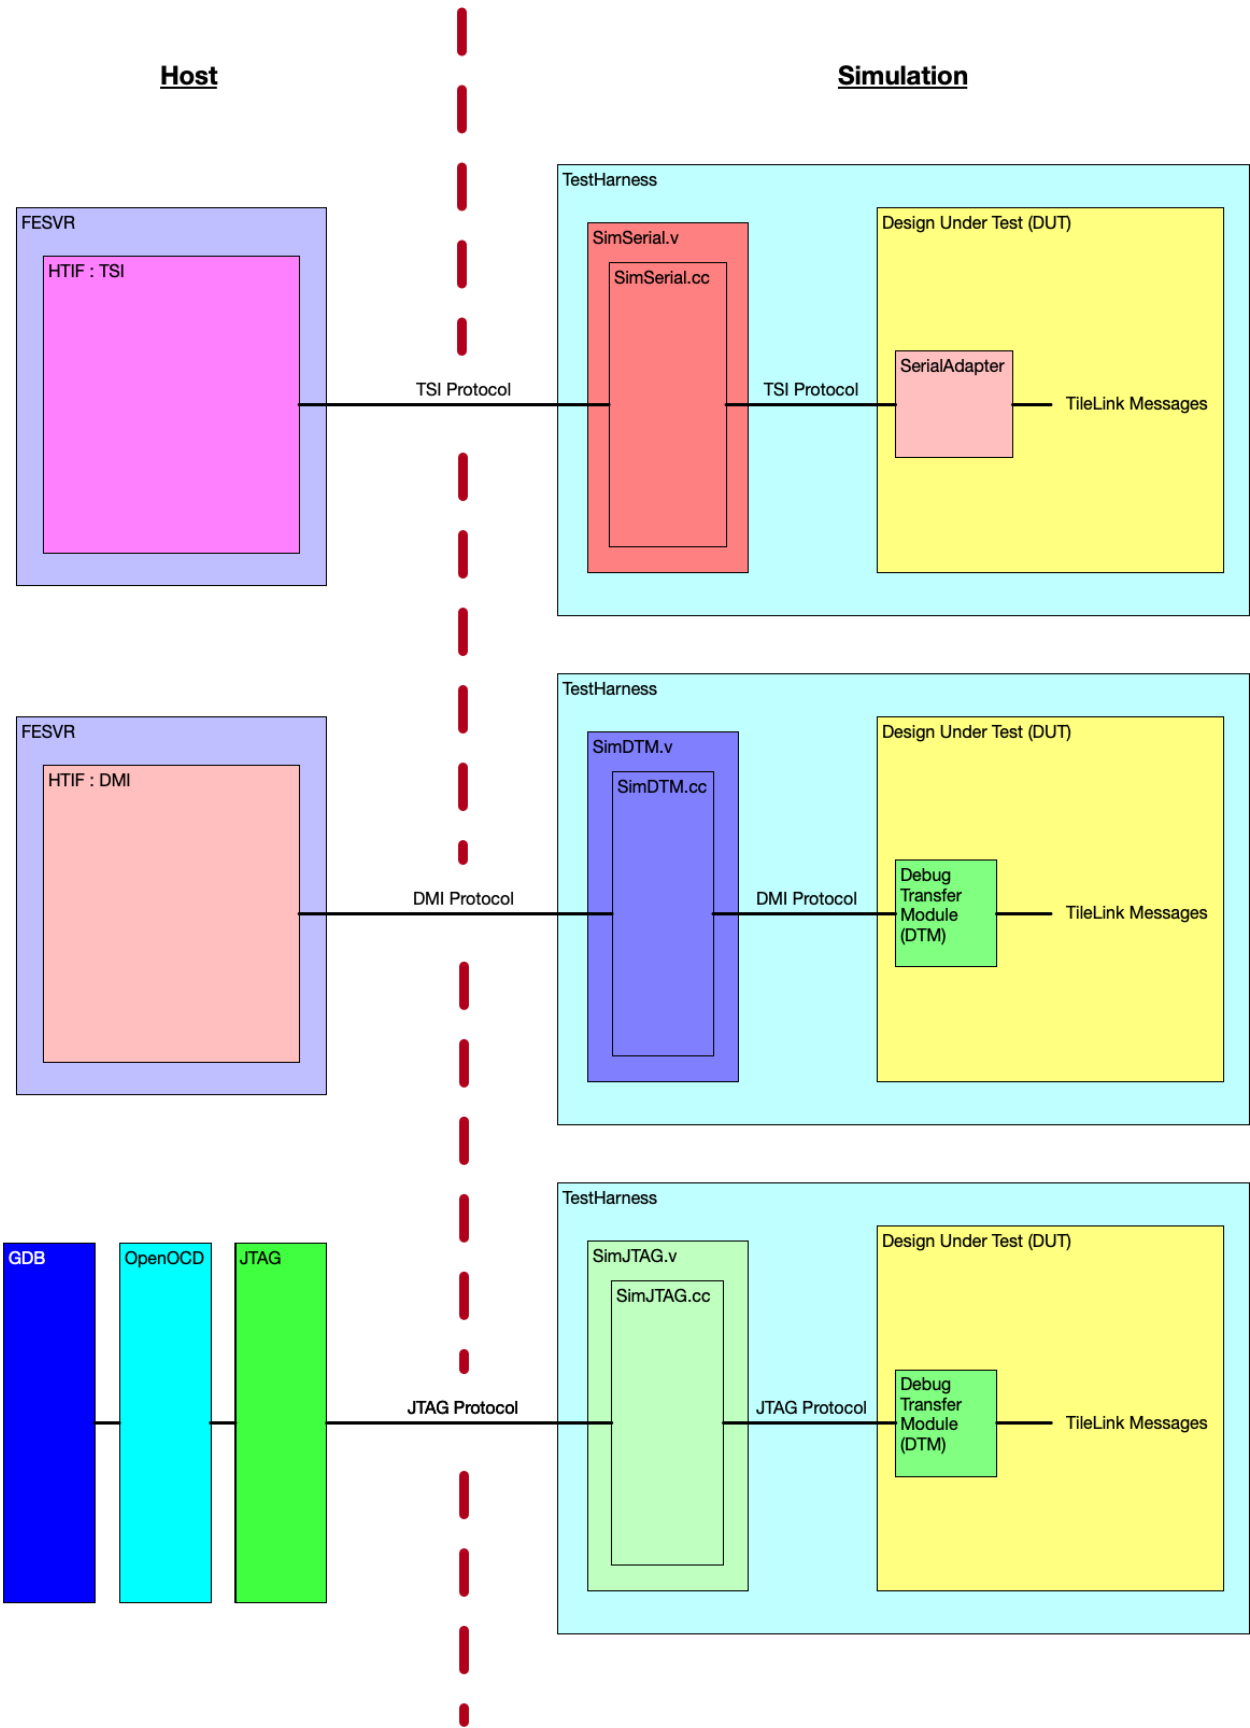 Host
Simulation
TestHarness
FESVR
HTIF : TSI
SimSerial.v
SimSerial.cc
Design Under Test (DUT)
SerialAdapter
TSI Protocol
TSI Protocol
TileLink Messages
TestHarness
FESVR
HTIF : DMI
SimDTM.v
SimDTM.cc
Design Under Test (DUT)
Debug
Transfer
Module
(DTM)
DMI Protocol
DMI Protocol
TileLink Messages
TestHarness
GDB
OpenOCD
JTAG
SimJTAG.v
SimJTAG.cc
Design Under Test (DUT)
Debug
Transfer
Module
(DTM)
JTAG Protocol
JTAG Protocol
TileLink Messages